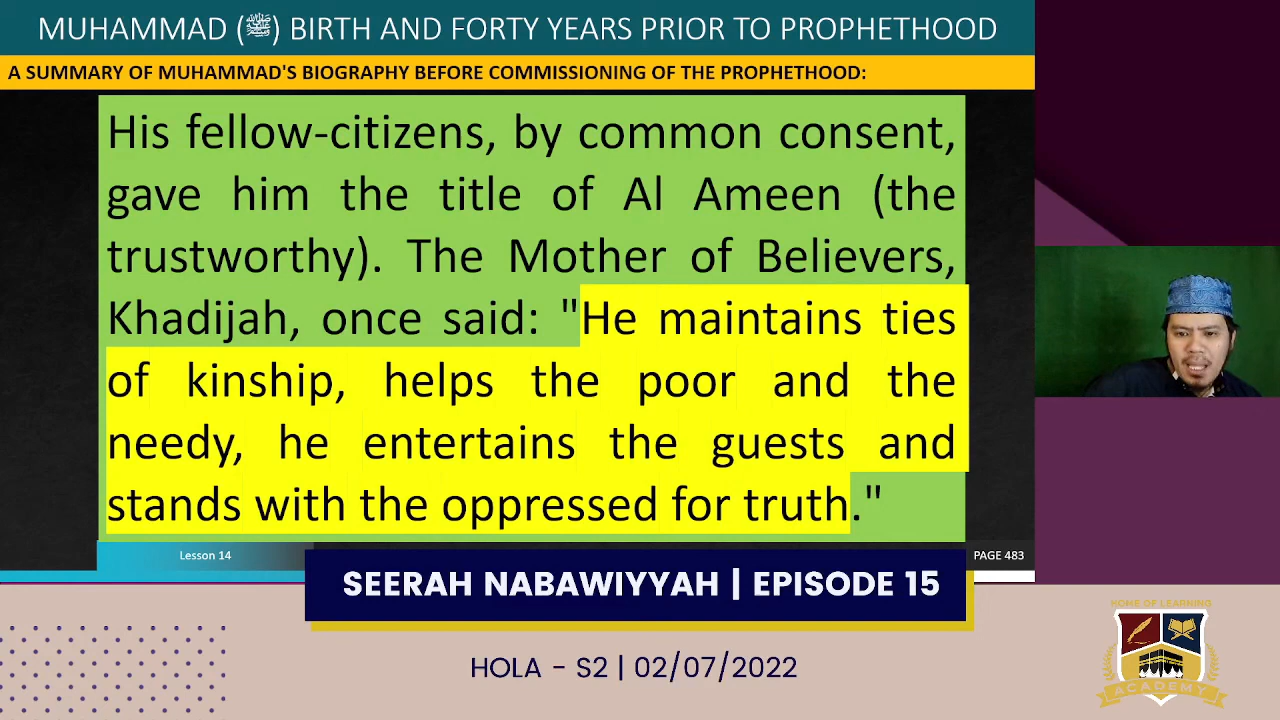 MUHAMMAD (ﷺ) BIRTH AND FORTY YEARS PRIOR TO PROPHETHOOD
A SUMMARY OF MUHAMMAD'S BIOGRAPHY BEFORE COMMISSIONING OF THE PROPHETHOOD:
His fellow-citizens, by common consent,
gave him the title of Al Ameen (the
trustworthy). The Mother of Believers,
Khadijah, once said: "He maintains ties
of kinship, helps the poor and the
needy, he entertains the guests and
stands with the oppressed for truth."
Lesson 14
PAGE 483
SEERAH NABAWIYYAH | EPISODE 15
HOLA - S2 | 02/07/2022
HOME OF LEARNING
ACADEMY